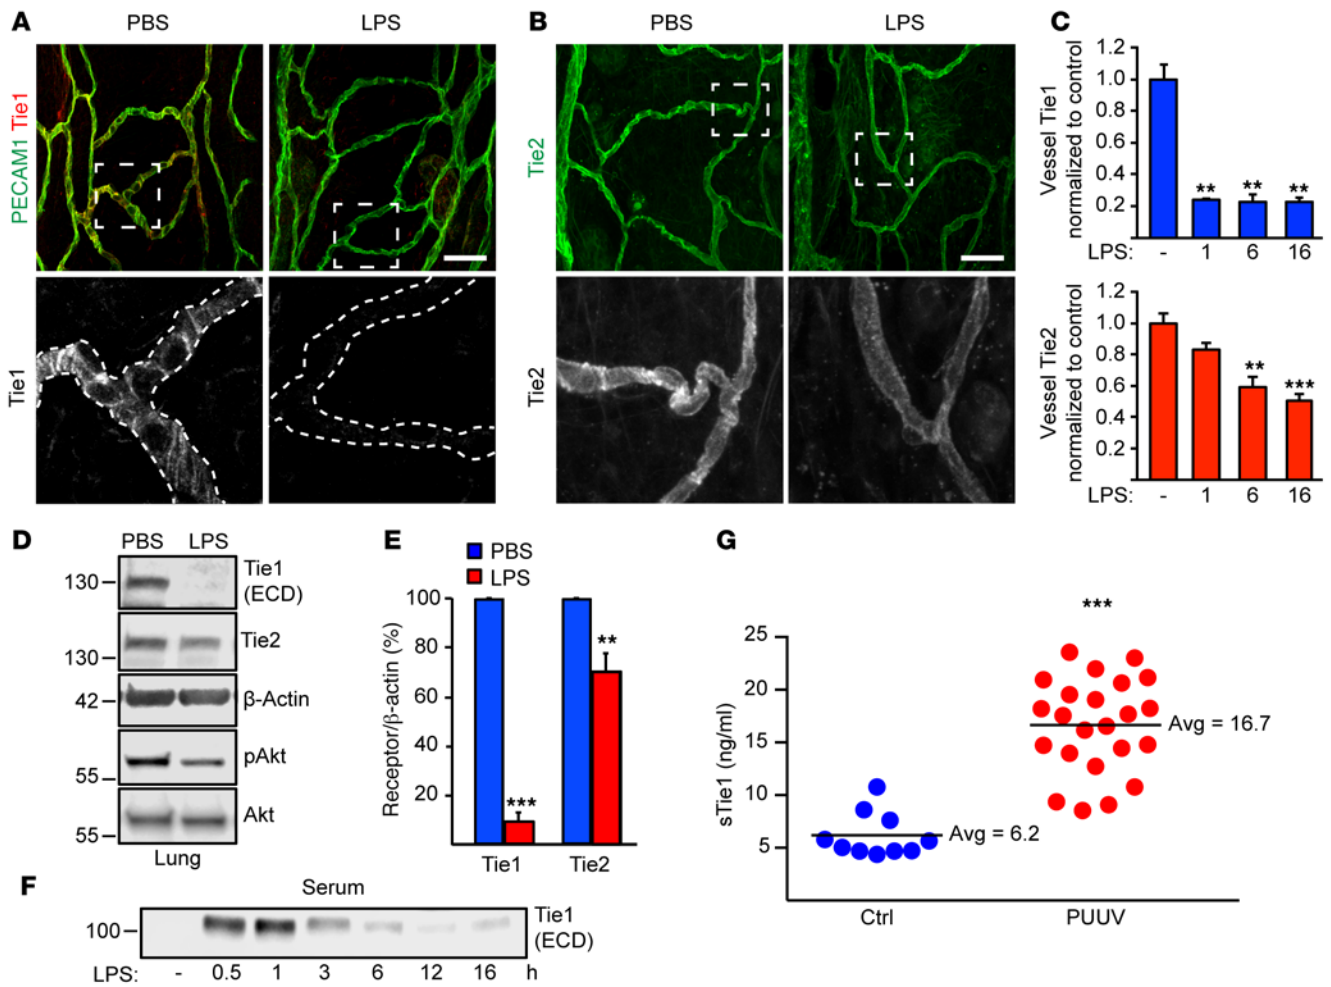 A
PBS
LPS
PECAM1 Tie1
Tie1
B
PBS
LPS
Tie2
Tie2
C
Vessel Tie1
normalized to control
1.2
1.0
0.8
0.6
0.4
0.2
**
**
**
LPS:
-
1
6
16
Vessel Tie2
normalized to control
1.2
1.0
0.8
0.6
0.4
0.2
**
***
LPS:
-
1
6
16
D
PBS
LPS
130
Tie1
(ECD)
130
Tie2
42
β-Actin
55
pAkt
55
Akt
Lung
E
PBS
LPS
Receptor/β-actin (%)
100
80
60
40
20
***
**
Tie1
Tie2
F
Serum
100
Tie1
(ECD)
LPS:
-
0.5
1
3
6
12
16
h
G
sTie1 (ng/ml)
25
20
15
10
5
***
Avg = 6.2
Avg = 16.7
Ctrl
PUUV